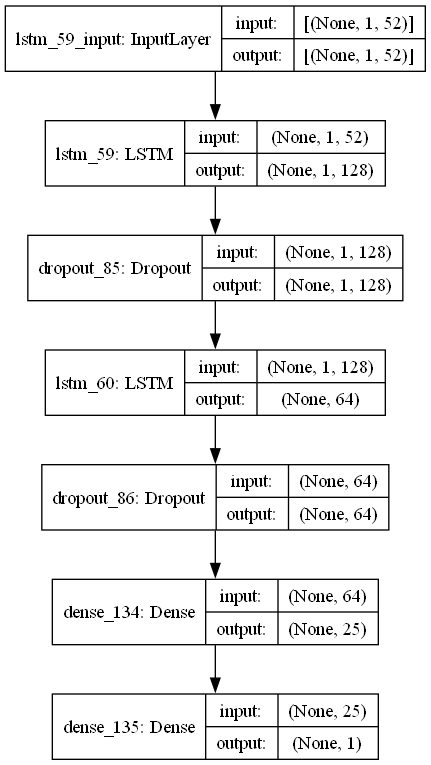 lstm_59_input: InputLayer
input: [(None, 1, 52)]
output: [(None, 1, 52)]
lstm_59: LSTM
input: (None, 1, 52)
output: (None, 1, 128)
dropout_85: Dropout
input: (None, 1, 128)
output: (None, 1, 128)
lstm_60: LSTM
input: (None, 1, 128)
output: (None, 64)
dropout_86: Dropout
input: (None, 64)
output: (None, 64)
dense_134: Dense
input: (None, 64)
output: (None, 25)
dense_135: Dense
input: (None, 25)
output: (None, 1)